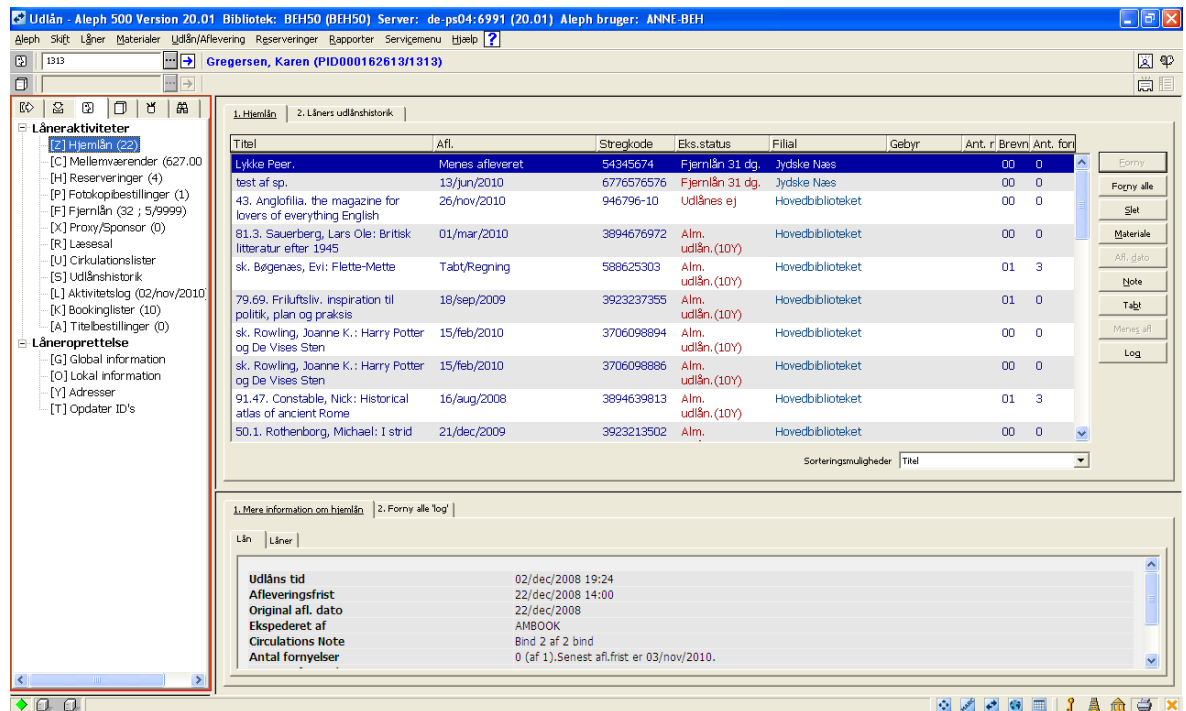 Udlån - Aleph 500 Version 20.01 Bibliotek: BEH50 (BEH50) Server: de-ps04:6991 (20.01) Aleph bruger: ANNE-BEH
Aleph Skift Låner Materialer Udlån/Aflevering Reserveringer Rapporter Servicemenu Hjælp ?
1313 ... Gregersen, Karen (PID000162613/1313)
Låneraktiviteter
[Z] Hjemlån (22)
[C] Mellemværender (627.00
[H] Reserveringer (4)
[P] Fotokopibestillinger (1)
[F] Fjernlån (32 ; 5/9999)
[X] Proxy/Sponsor (0)
[R] Læsesal
[U] Cirkulationslister
[S] Udlånshistorik
[L] Aktivitetslog (02/nov/2010)
[K] Bookinglister (10)
[A] Titelbestillinger (0)
Låneroprettelse
[G] Global information
[O] Lokal information
[Y] Adresser
[T] Opdater ID's
1. Hjemlån 2. Låners udlånshistorik
Titel Afl. Stregkode Eks.status Filial Gebyr Ant. r Brevn Ant. forn
Lykke Peer. Menes afleveret 54345674 Fjernlån 31 dg. Jydske Næs 00 0
test af sp. 13/jun/2010 6776576576 Fjernlån 31 dg. Jydske Næs 00 0
43. Anglofilia. the magazine for 26/nov/2010 946796-10 Udlånes ej Hovedbiblioteket 00 0
lovers of everything English
81.3. Sauerberg, Lars Ole: Britisk 01/mar/2010 3894676972 Alm. Hovedbiblioteket 00 0
litteratur efter 1945 udlån.(10Y)
sk. Bøgenæs, Evi: Flette-Mette Tabt/Regning 588625303 Alm. Hovedbiblioteket 01 3
udlån.(10Y)
79.69. Friluftsliv. inspiration til 18/sep/2009 3923237355 Alm. Hovedbiblioteket 01 0
politik, plan og praksis udlån.(10Y)
sk. Rowling, Joanne K.: Harry Potter 15/feb/2010 3706098894 Alm. Hovedbiblioteket 00 0
og De Vises Sten udlån.(10Y)
sk. Rowling, Joanne K.: Harry Potter 15/feb/2010 3706098886 Alm. Hovedbiblioteket 00 0
og De Vises Sten udlån.(10Y)
91.47. Constable, Nick: Historical 16/aug/2008 3894639813 Alm. Hovedbiblioteket 01 3
atlas of ancient Rome udlån.(10Y)
50.1. Rothenborg, Michael: I strid 21/dec/2009 3923213502 Alm. Hovedbiblioteket 00 0
Forny
Forny alle
Slet
Materiale
Afl. dato
Note
Tabt
Menes afl
Log
Sorteringsmuligheder Titel
1. Mere information om hjemlån 2. Forny alle 'log'
Lån Låner
Udlåns tid 02/dec/2008 19:24
Afleveringsfrist 22/dec/2008 14:00
Original afl. dato 22/dec/2008
Ekspederet af AMBOOK
Circulations Note Bind 2 af 2 bind
Antal fornyelser 0 (af 1).Senest afl.frist er 03/nov/2010.